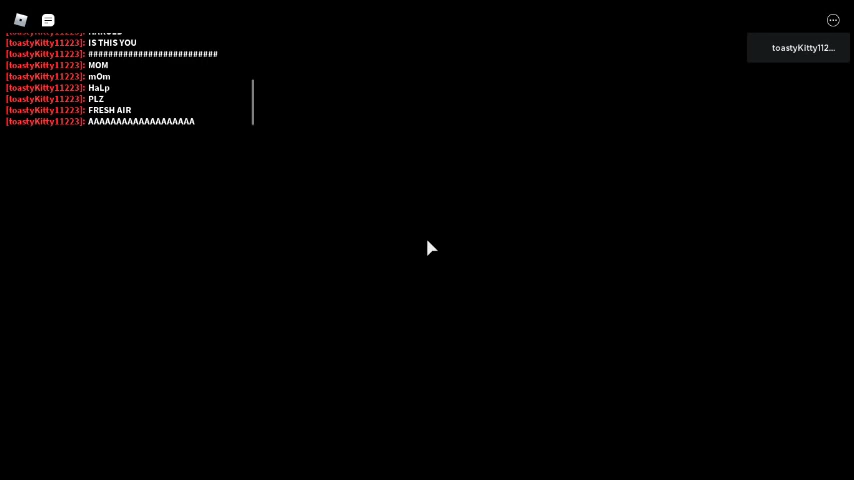 [toastyKitty11223]: IS THIS YOU
[toastyKitty11223]: ##########################
[toastyKitty11223]: MOM
[toastyKitty11223]: mOm
[toastyKitty11223]: HaLp
[toastyKitty11223]: PLZ
[toastyKitty11223]: FRESH AIR
[toastyKitty11223]: AAAAAAAAAAAAAAAAAAA
toastyKitty112...